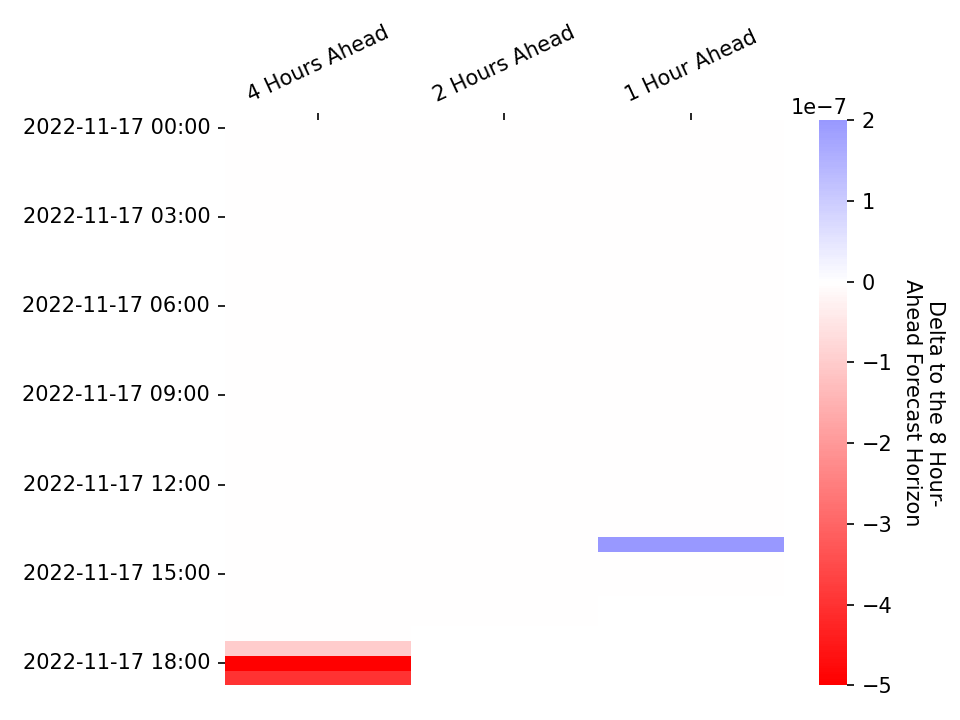 4 Hours Ahead
2 Hours Ahead
1 Hour Ahead
2022-11-17 00:00
2022-11-17 03:00
2022-11-17 06:00
2022-11-17 09:00
2022-11-17 12:00
2022-11-17 15:00
2022-11-17 18:00
1e−7
2
1
0
−1
−2
−3
−4
−5
Delta to the 8 Hour-
Ahead Forecast Horizon